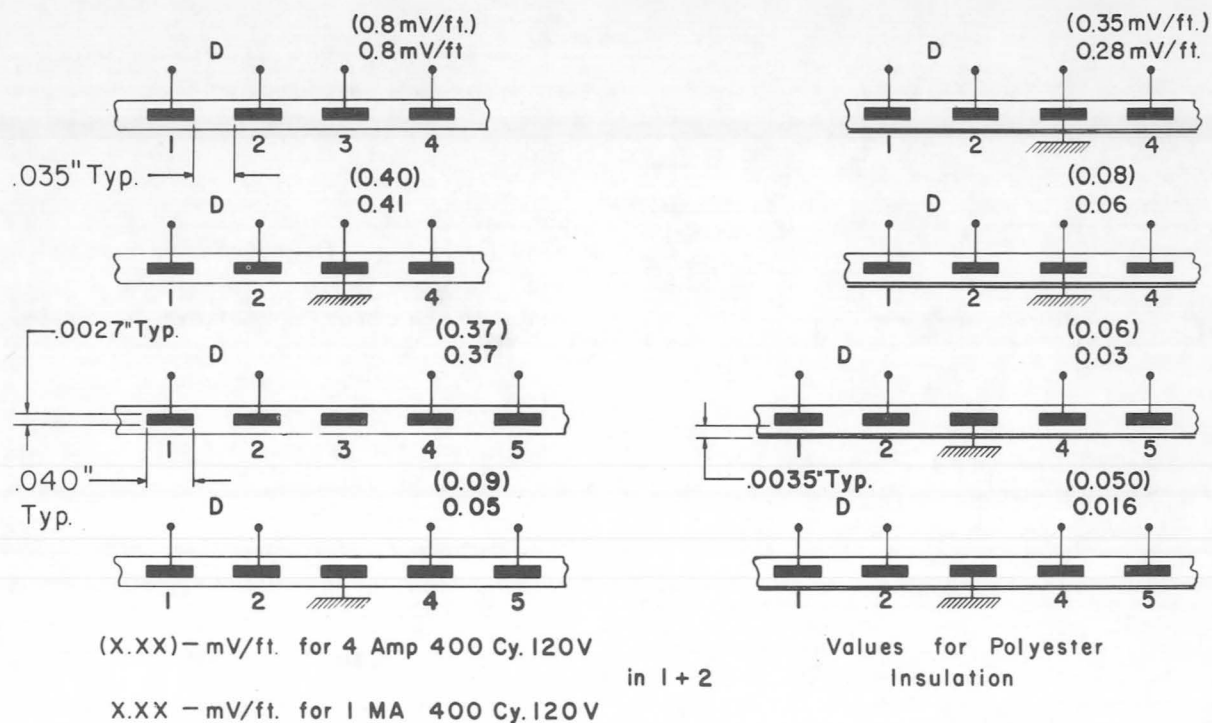 (0.8 mV/ft.)
D 0.8 mV/ft
1 2 3 4
.035" Typ.
(0.40)
D 0.41
1 2 4
.0027" Typ.
(0.37)
D 0.37
1 2 3 4 5
.040"
Typ.
(0.09)
D 0.05
1 2 4 5
(0.35 mV/ft.)
D 0.28 mV/ft.
1 2 4
(0.08)
D 0.06
1 2 4
(0.06)
D 0.03
1 2 4 5
.0035" Typ.
(0.050)
D 0.016
1 2 4 5
(X.XX) – mV/ft. for 4 Amp 400 Cy. 120V
in 1 + 2
X.XX – mV/ft. for 1 MA 400 Cy. 120V
Values for Polyester
Insulation